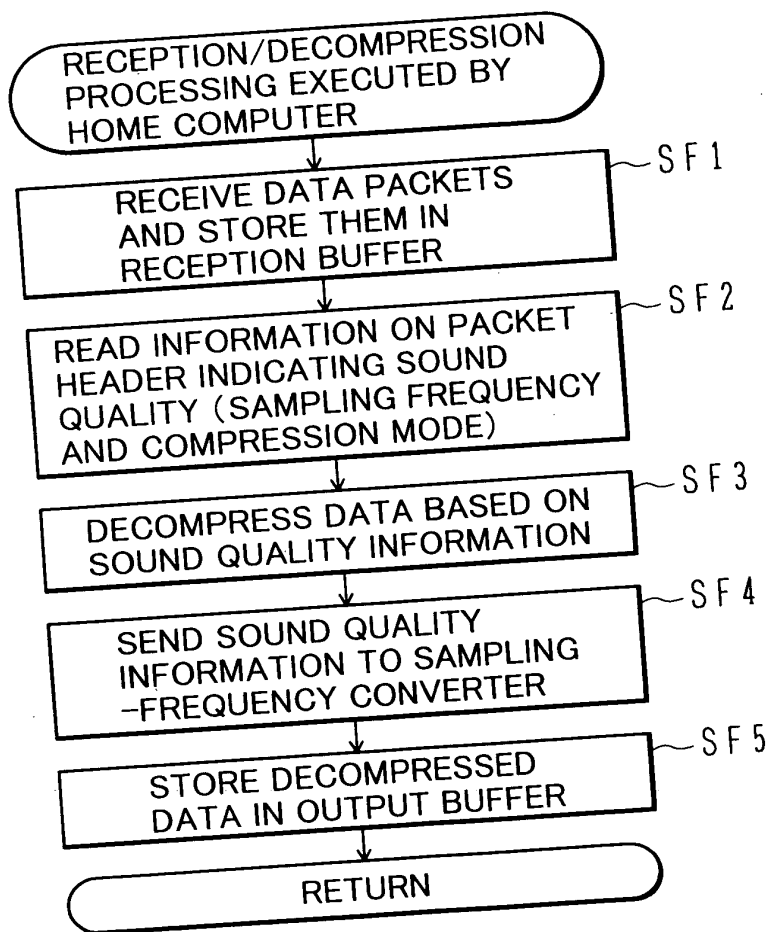 RECEPTION/DECOMPRESSION
PROCESSING EXECUTED BY
HOME COMPUTER
SF1
RECEIVE DATA PACKETS
AND STORE THEM IN
RECEPTION BUFFER
SF2
READ INFORMATION ON PACKET
HEADER INDICATING SOUND
QUALITY (SAMPLING FREQUENCY
AND COMPRESSION MODE)
SF3
DECOMPRESS DATA BASED ON
SOUND QUALITY INFORMATION
SF4
SEND SOUND QUALITY
INFORMATION TO SAMPLING
-FREQUENCY CONVERTER
SF5
STORE DECOMPRESSED
DATA IN OUTPUT BUFFER
RETURN